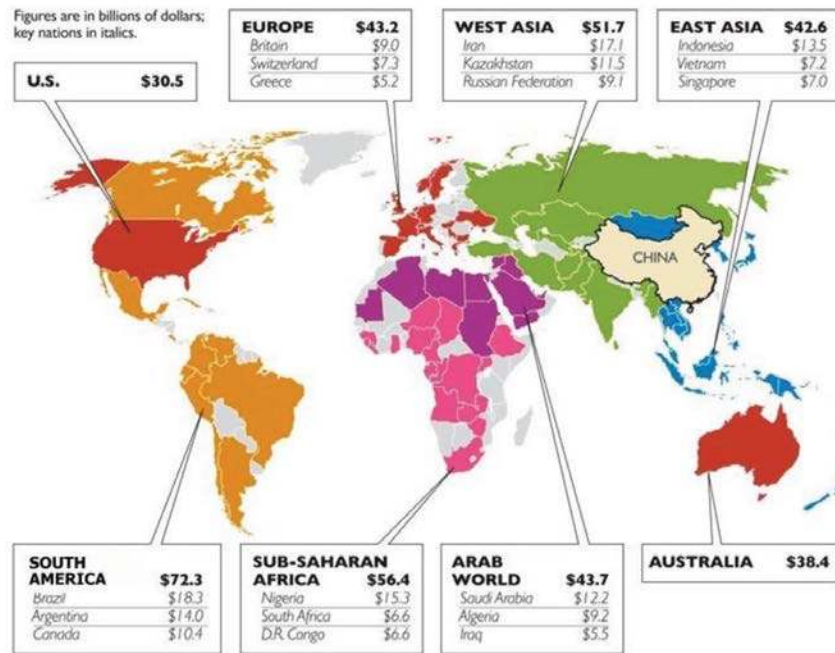 Figures are in billions of dollars;
key nations in italics.
U.S. $30.5
EUROPE $43.2
Britain $9.0
Switzerland $7.3
Greece $5.2
WEST ASIA $51.7
Iran $17.1
Kazakhstan $11.5
Russian Federation $9.1
EAST ASIA $42.6
Indonesia $13.5
Vietnam $7.2
Singapore $7.0
CHINA
SOUTH
AMERICA $72.3
Brazil $18.3
Argentina $14.0
Canada $10.4
SUB-SAHARAN
AFRICA $56.4
Nigeria $15.3
South Africa $6.6
D.R. Congo $6.6
ARAB
WORLD $43.7
Saudi Arabia $12.2
Algeria $9.2
Iraq $5.5
AUSTRALIA $38.4